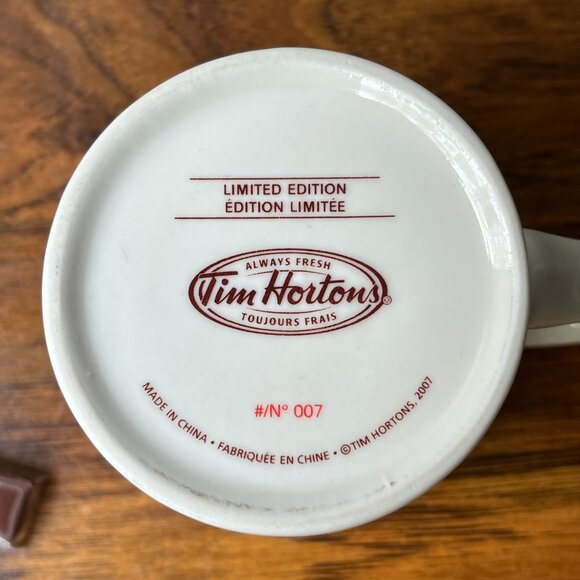 LIMITED EDITION
ÉDITION LIMITÉE
ALWAYS FRESH
Tim Hortons®
TOUJOURS FRAIS
#/Nº 007
MADE IN CHINA • FABRIQUÉE EN CHINE • ©TIM HORTONS, 2007